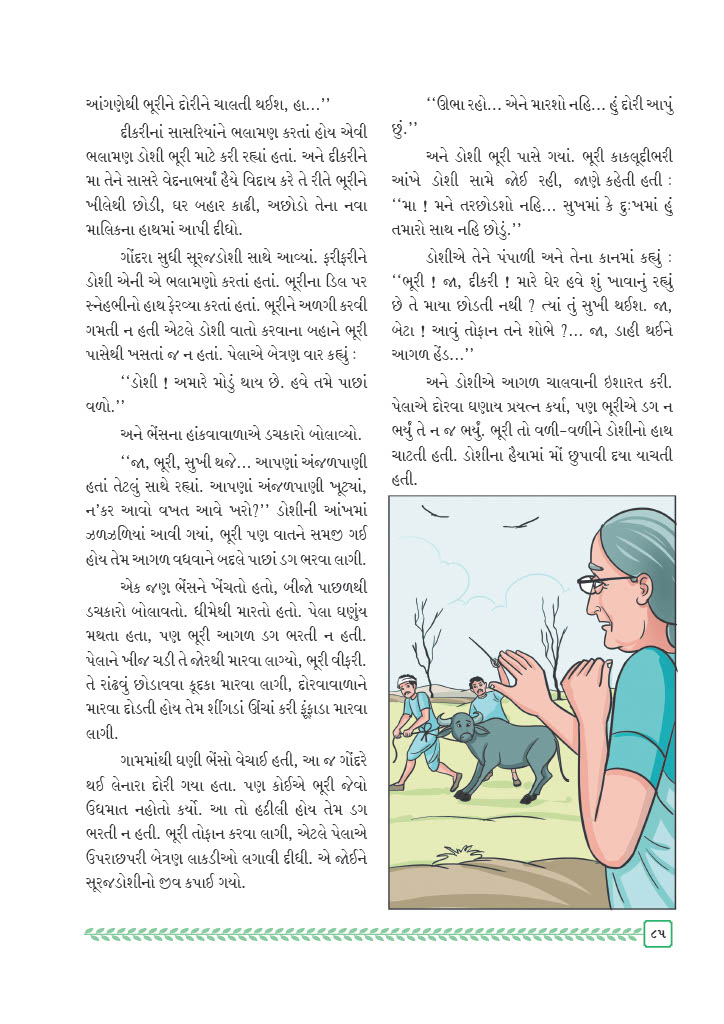 આંગણેથી ભૂરીને દોરીને ચાલતી થઈશ, હા...''
દીકરીનાં સાસરિયાંને ભલામણ કરતાં હોય એવી
ભલામણ ડોશી ભૂરી માટે કરી રહ્યાં હતાં. અને દીકરીને
મા તેને સાસરે વેદનાભર્યાં હૈયે વિદાય કરે તે રીતે ભૂરીને
ખીલેથી છોડી, ઘર બહાર કાઢી, અછોડો તેના નવા
માલિકના હાથમાં આપી દીધો.
ગોંદરા સુધી સૂરજડોશી સાથે આવ્યાં. ફરીફરીને
ડોશી એની એ ભલામણો કરતાં હતાં. ભૂરીના ડિલ પર
સ્નેહભીનો હાથ ફેરવ્યા કરતાં હતાં. ભૂરીને અળગી કરવી
ગમતી ન હતી એટલે ડોશી વાતો કરવાના બહાને ભૂરી
પાસેથી ખસતાં જ ન હતાં. પેલાએ બેત્રણ વાર કહ્યું :
''ડોશી ! અમારે મોડું થાય છે. હવે તમે પાછાં
વળો.''
અને ભેંસના હાંકવાવાળાએ ડચકારો બોલાવ્યો.
''જા, ભૂરી, સુખી થજે... આપણાં અંજળપાણી
હતાં તેટલું સાથે રહ્યાં. આપણાં અંજળપાણી ખૂટ્યાં,
ન'કર આવો વખત આવે ખરો?'' ડોશીની આંખમાં
ઝળઝળિયાં આવી ગયાં, ભૂરી પણ વાતને સમજી ગઈ
હોય તેમ આગળ વધવાને બદલે પાછાં ડગ ભરવા લાગી.
એક જણ ભેંસને ખેંચતો હતો, બીજો પાછળથી
ડચકારો બોલાવતો. ધીમેથી મારતો હતો. પેલા ઘણુંય
મથતા હતા, પણ ભૂરી આગળ ડગ ભરતી ન હતી.
પેલાને ખીજ ચડી તે જોરથી મારવા લાગ્યો, ભૂરી વીફરી.
તે રાંઢવું છોડાવવા કૂદકા મારવા લાગી, દોરવાવાળાને
મારવા દોડતી હોય તેમ શીંગડાં ઊંચાં કરી ફૂંફાડા મારવા
લાગી.
ગામમાંથી ઘણી ભેંસો વેચાઈ હતી, આ જ ગોંદરે
થઈ લેનારા દોરી ગયા હતા. પણ કોઈએ ભૂરી જેવો
ઉધમાત નહોતો કર્યો. આ તો હઠીલી હોય તેમ ડગ
ભરતી ન હતી. ભૂરી તોફાન કરવા લાગી, એટલે પેલાએ
ઉપરાછપરી બેત્રણ લાકડીઓ લગાવી દીધી. એ જોઈને
સૂરજડોશીનો જીવ કપાઈ ગયો.
''ઊભા રહો... એને મારશો નહિ... હું દોરી આપું
છું.''
અને ડોશી ભૂરી પાસે ગયાં. ભૂરી કાકલૂદીભરી
આંખે ડોશી સામે જોઈ રહી, જાણે કહેતી હતી :
''મા ! મને તરછોડશો નહિ... સુખમાં કે દુઃખમાં હું
તમારો સાથ નહિ છોડું.''
ડોશીએ તેને પંપાળી અને તેના કાનમાં કહ્યું :
''ભૂરી ! જા, દીકરી ! મારે ઘેર હવે શું ખાવાનું રહ્યું
છે તે માયા છોડતી નથી ? ત્યાં તું સુખી થઈશ. જા,
બેટા ! આવું તોફાન તને શોભે ?... જા, ડાહી થઈને
આગળ હેંડ...''
અને ડોશીએ આગળ ચાલવાની ઇશારત કરી.
પેલાએ દોરવા ઘણાય પ્રયત્ન કર્યા, પણ ભૂરીએ ડગ ન
ભર્યું તે ન જ ભર્યું. ભૂરી તો વળી-વળીને ડોશીનો હાથ
ચાટતી હતી. ડોશીના હૈયામાં મોં છુપાવી દયા યાચતી
હતી.
૮૫